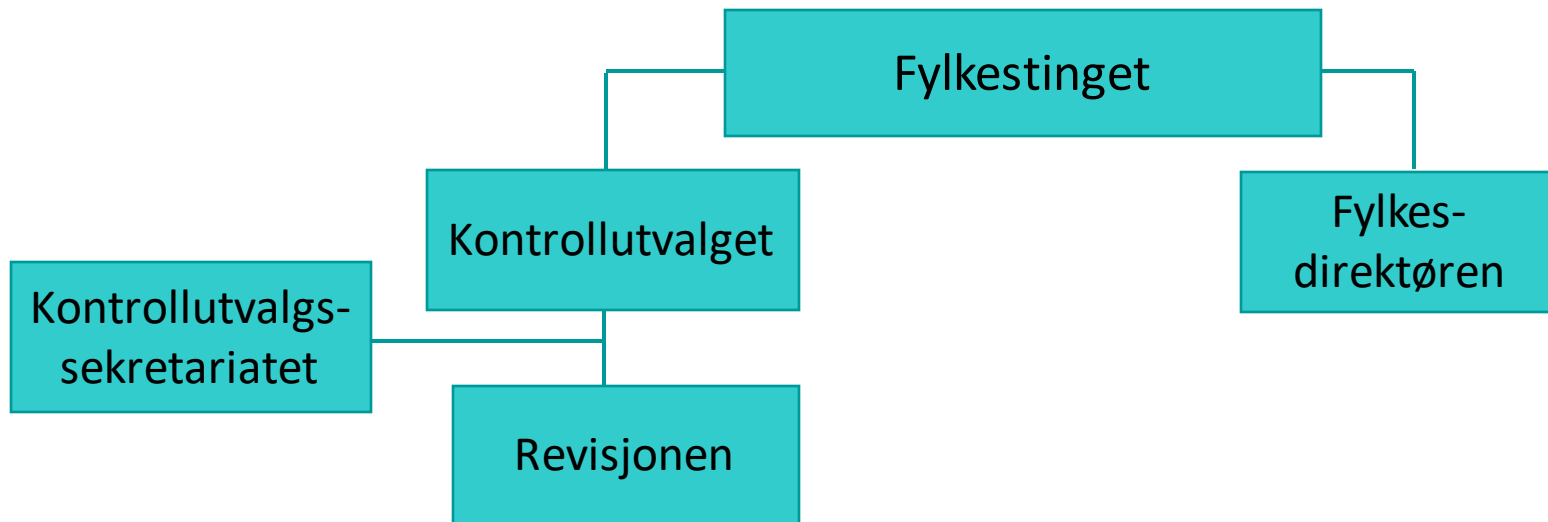 Fylkestinget
Kontrollutvalget
Fylkes-
direktøren
Kontrollutvalgs-
sekretariatet
Revisjonen